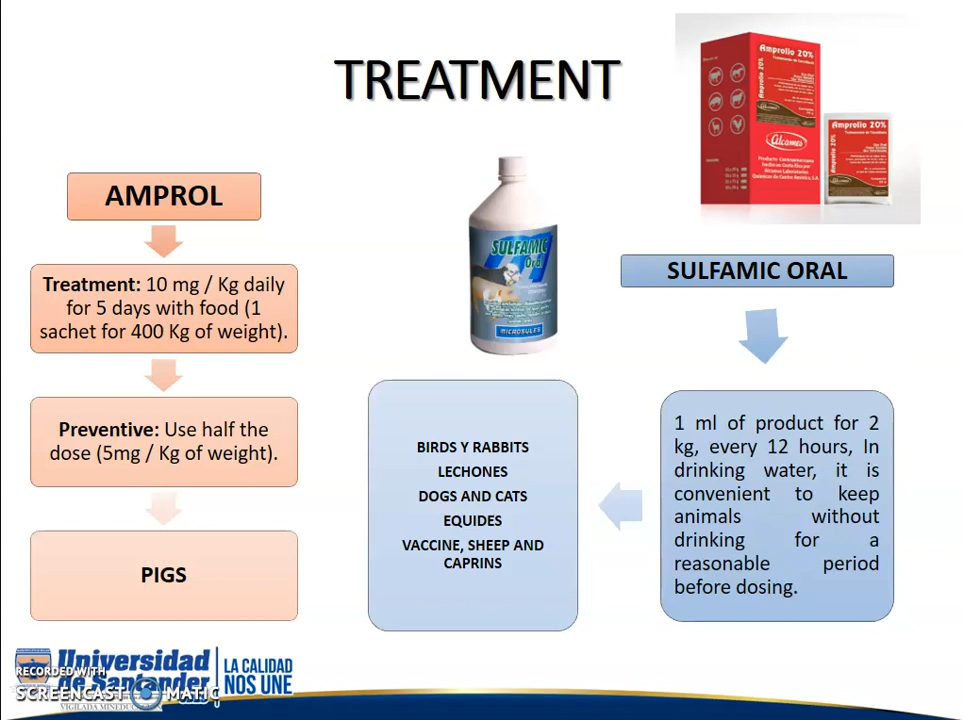 TREATMENT
Amprolio 20%
Amprolio 20%
Alcames
Amprolio 20%
Amprolio 20%
AMPROL
Treatment: 10 mg / Kg daily
for 5 days with food (1
sachet for 400 Kg of weight).
Preventive: Use half the
dose (5mg / Kg of weight).
PIGS
SULFAMIC
Oral
MICROSULES
SULFAMIC ORAL
1 ml of product for 2
kg, every 12 hours, In
drinking water, it is
convenient to keep
animals without
drinking for a
reasonable period
before dosing.
BIRDS Y RABBITS
LECHONES
DOGS AND CATS
EQUIDES
VACCINE, SHEEP AND
CAPRINS
Universidad
de Santander
LA CALIDAD
NOS UNE
RECORDED WITH
SCREENCAST MATIC